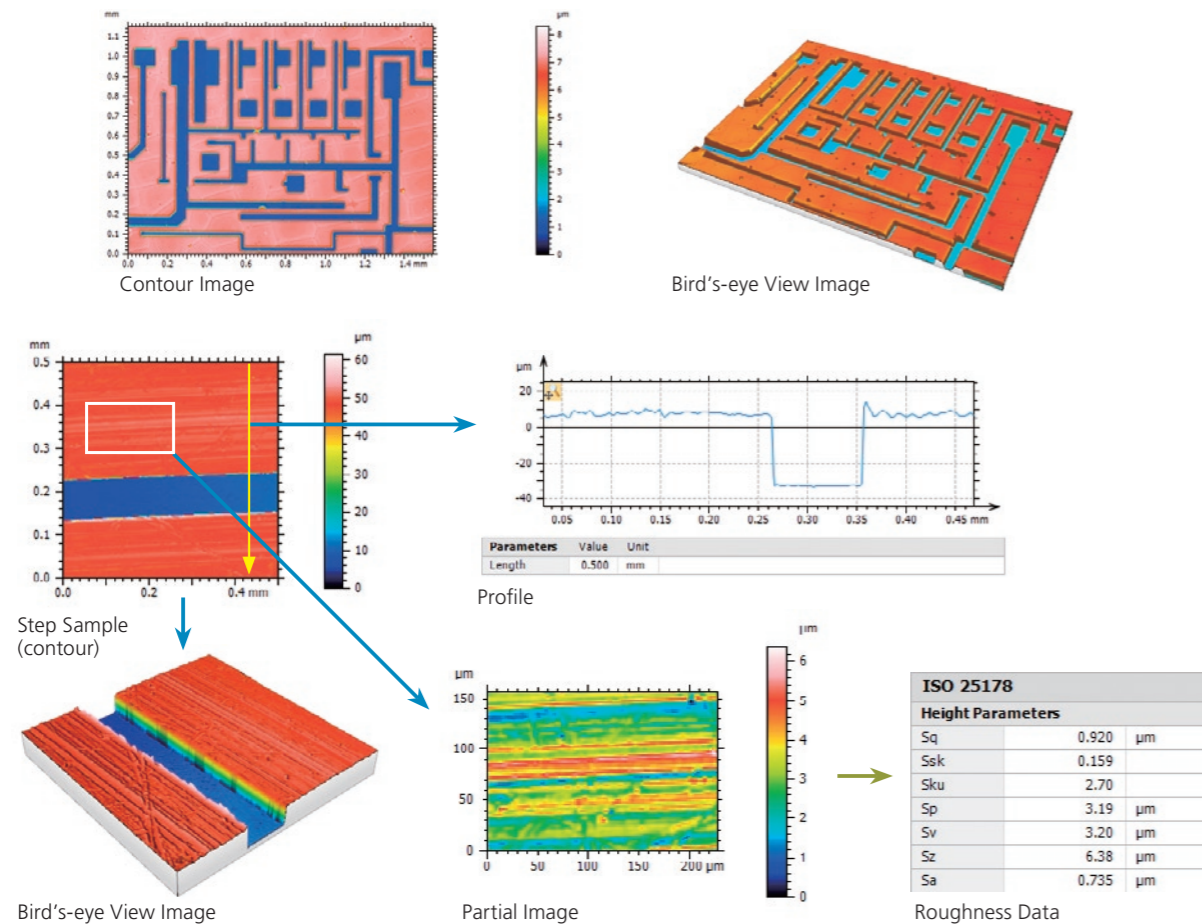 mm
1.1
1.0
0.9
0.8
0.7
0.6
0.5
0.4
0.3
0.2
0.1
0.0
0.0 0.2 0.4 0.6 0.8 1.0 1.2 1.4 mm
µm
8
7
6
5
4
3
2
1
0
Contour Image
Bird's-eye View Image
mm
0.5
0.4
0.3
0.2
0.1
0.0
0.0 0.2 0.4 mm
µm
60
50
40
30
20
10
0
Step Sample
(contour)
µm
20
0
-20
-40
0.05 0.10 0.15 0.20 0.25 0.30 0.35 0.40 0.45 mm
Parameters Value Unit
Length 0.500 mm
Profile
Bird's-eye View Image
µm
150
100
50
0
0 50 100 150 200 µm
µm
6
5
4
3
2
1
0
Partial Image
ISO 25178
Height Parameters
Sq 0.920 µm
Ssk 0.159
Sku 2.70
Sp 3.19 µm
Sv 3.20 µm
Sz 6.38 µm
Sa 0.735 µm
Roughness Data